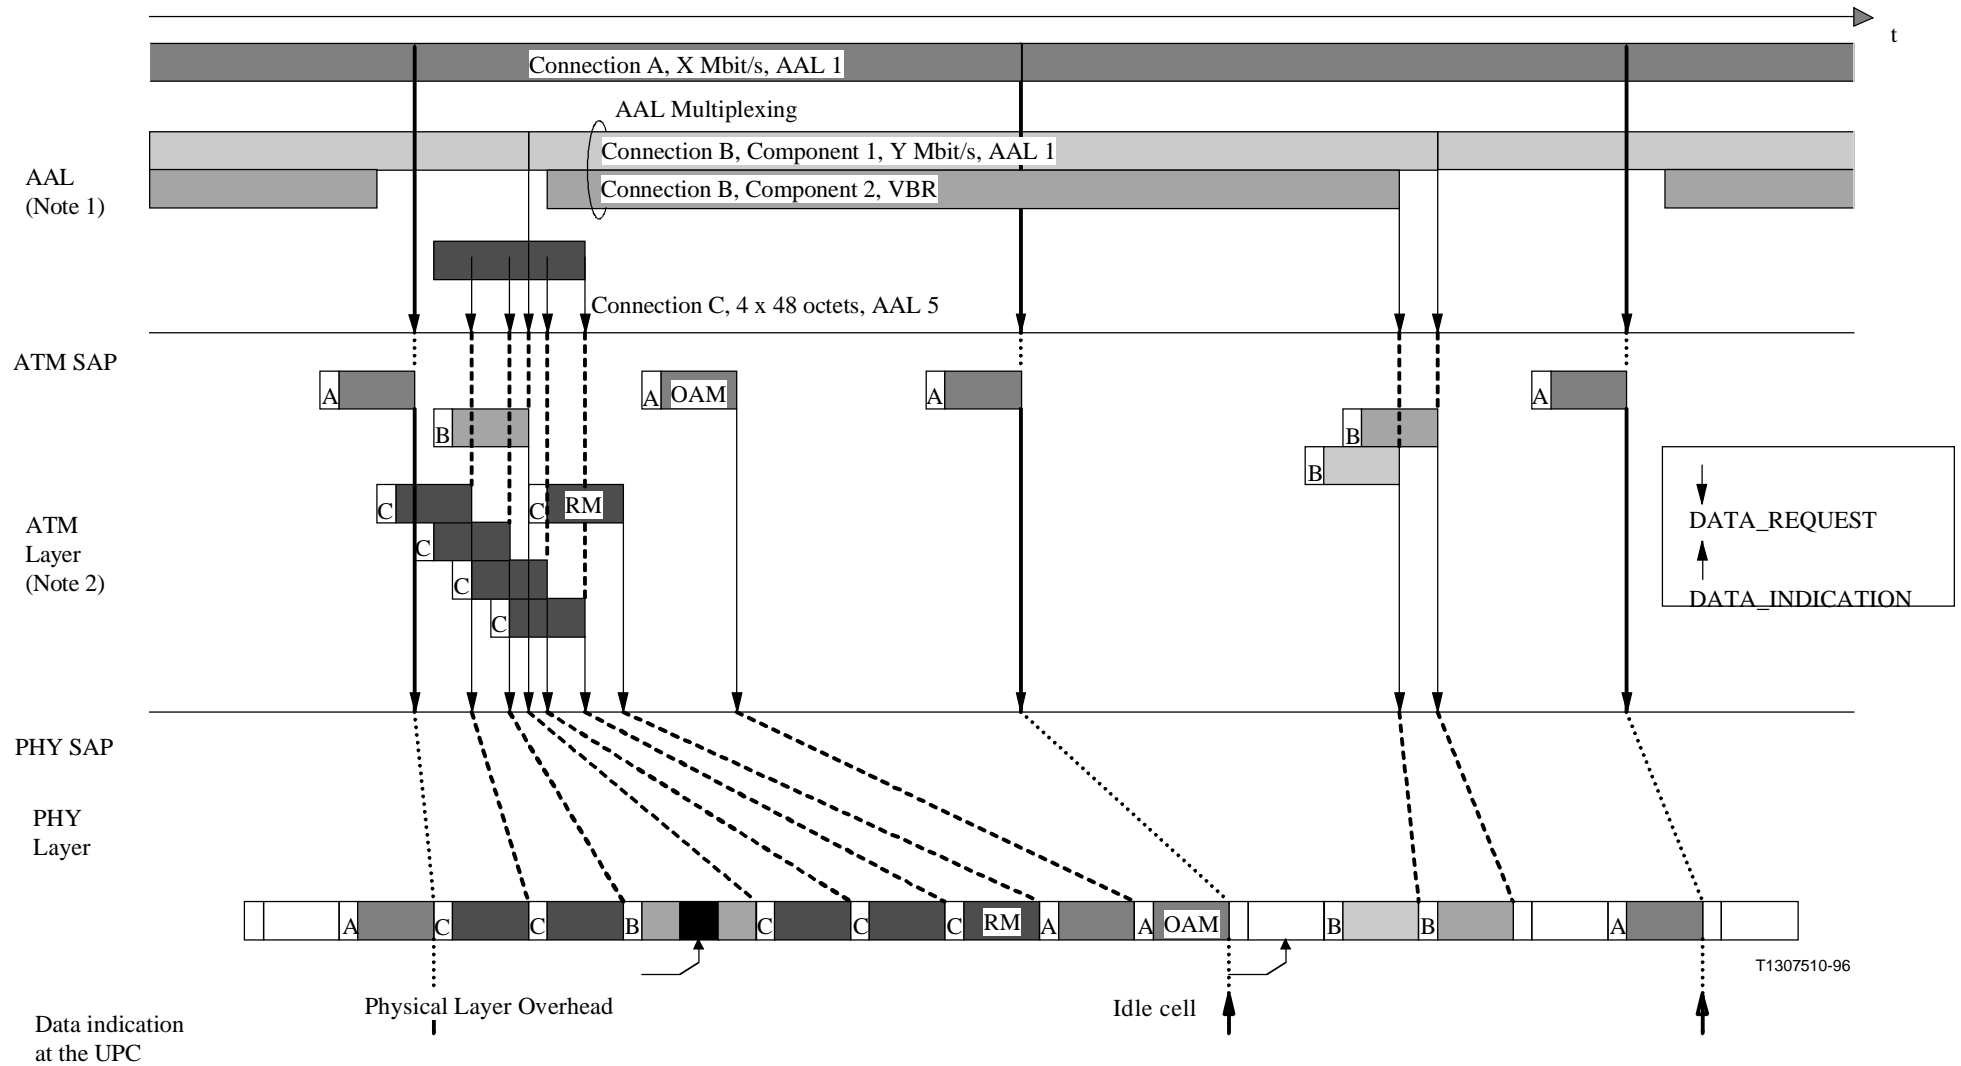 t
Connection A, X Mbit/s, AAL 1
AAL Multiplexing
Connection B, Component 1, Y Mbit/s, AAL 1
AAL
(Note 1)
Connection B, Component 2, VBR
Connection C, 4 x 48 octets, AAL 5
ATM SAP
A
A OAM
A
A
B
B
B
C
C RM
C
C
C
ATM
Layer
(Note 2)
DATA_REQUEST
DATA_INDICATION
PHY SAP
PHY
Layer
A C C B C C C RM A A OAM B B A
T1307510-96
Physical Layer Overhead
Idle cell
Data indication
at the UPC